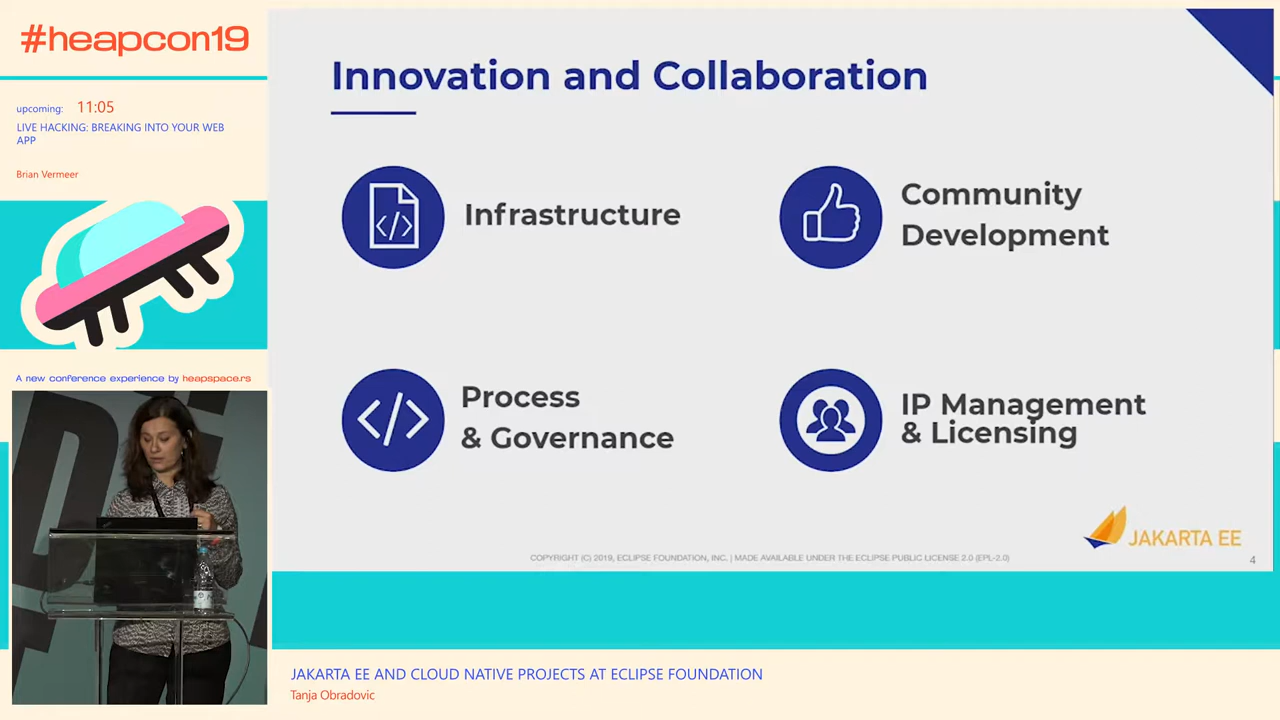 #heapcon19
upcoming: 11:05
LIVE HACKING: BREAKING INTO YOUR WEB
APP
Brian Vermeer
A new conference experience by heapspace.rs
Innovation and Collaboration
</>
Infrastructure
Community
Development
</>
Process
& Governance
IP Management
& Licensing
JAKARTA EE
COPYRIGHT (C) 2019, ECLIPSE FOUNDATION, INC. | MADE AVAILABLE UNDER THE ECLIPSE PUBLIC LICENSE 2.0 (EPL-2.0)
4
JAKARTA EE AND CLOUD NATIVE PROJECTS AT ECLIPSE FOUNDATION
Tanja Obradovic